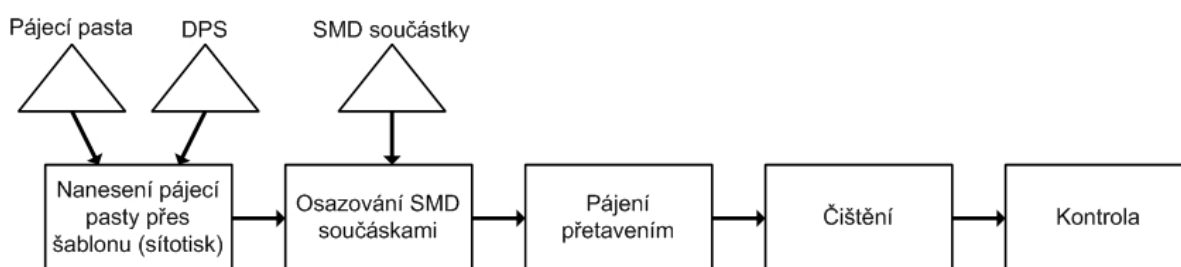 Pájecí pasta
DPS
SMD součástky
Nanesení pájecí
pasty přes
šablonu (sítotisk)
Osazování SMD
součáskami
Pájení
přetavením
Čištění
Kontrola